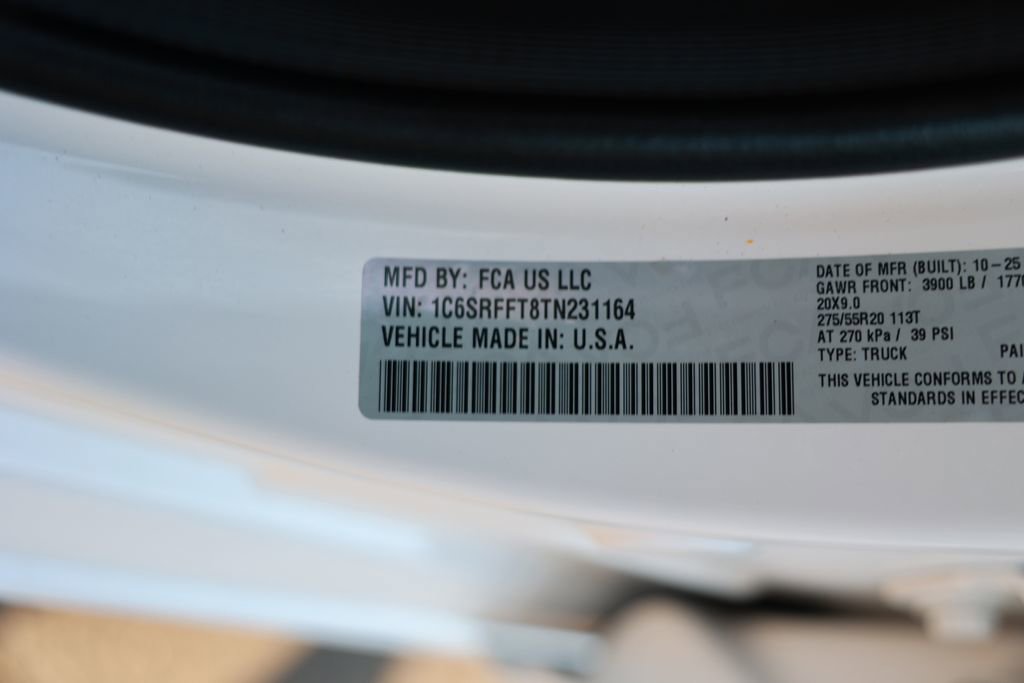 MFD BY: FCA US LLC
VIN: 1C6SRFFT8TN231164
VEHICLE MADE IN: U.S.A.
DATE OF MFR (BUILT): 10-25
GAWR FRONT: 3900 LB / 177
20X9.0
275/55R20 113T
AT 270 kPa / 39 PSI
TYPE: TRUCK PAI
THIS VEHICLE CONFORMS TO A
STANDARDS IN EFFEC